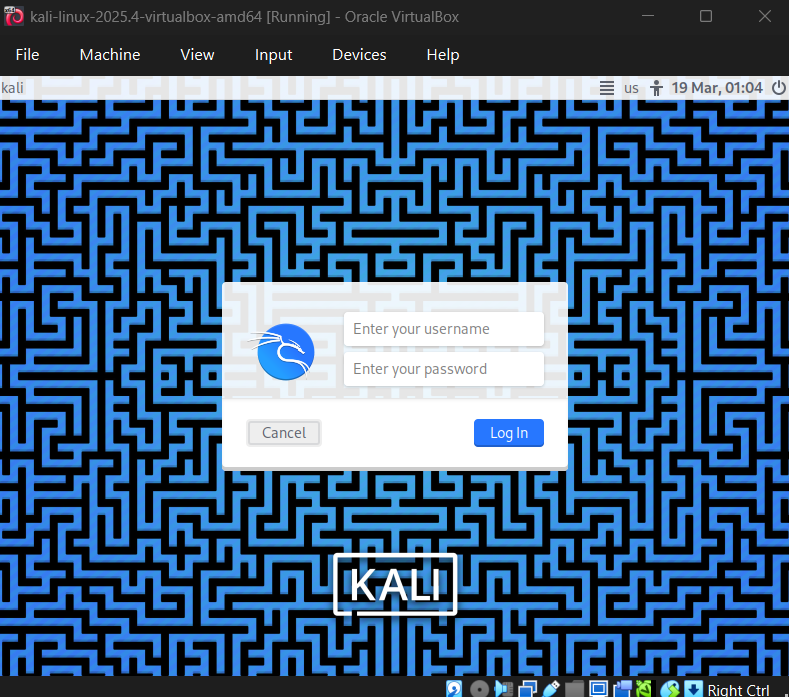 kali-linux-2025.4-virtualbox-amd64 [Running] - Oracle VirtualBox
File Machine View Input Devices Help
kali us 19 Mar, 01:04
Enter your username
Enter your password
Cancel Log In
KALI
Right Ctrl